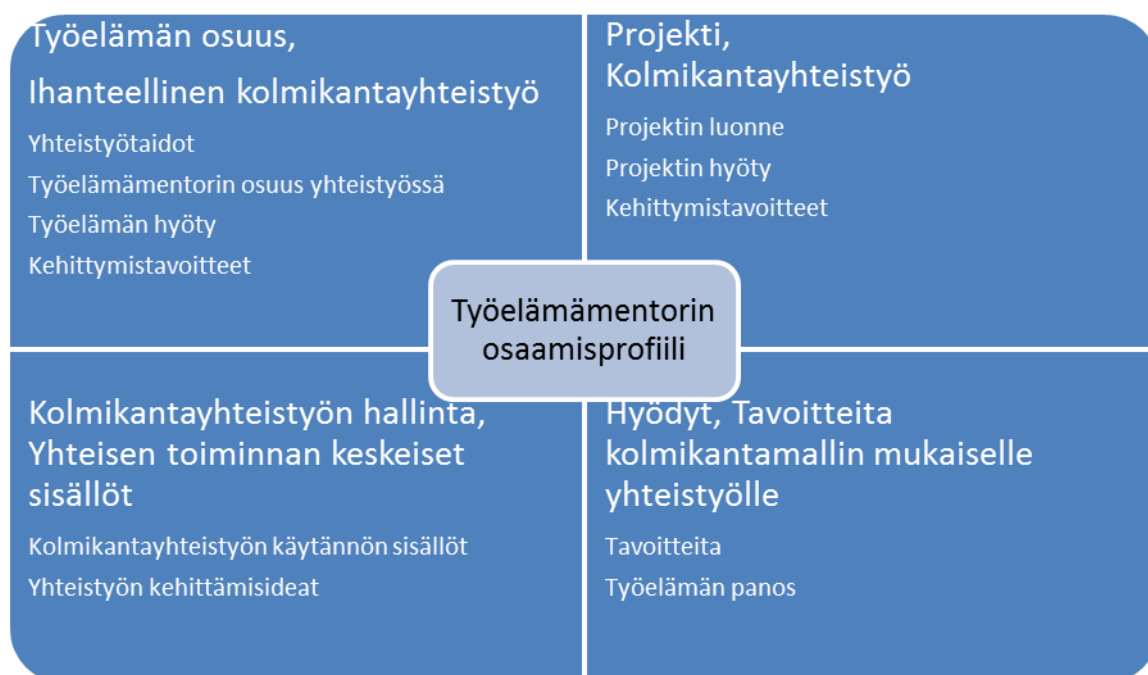 Työelämän osuus,
Ihanteellinen kolmikantayhteistyö
Yhteistyötaidot
Työelämämentorin osuus yhteistyössä
Työelämän hyöty
Kehittymistavoitteet
Projekti,
Kolmikantayhteistyö
Projektin luonne
Projektin hyöty
Kehittymistavoitteet
Työelämämentorin
osaamisprofiili
Kolmikantayhteistyön hallinta,
Yhteisen toiminnan keskeiset
sisällöt
Kolmikantayhteistyön käytännön sisällöt
Yhteistyön kehittämisideat
Hyödyt, Tavoitteita
kolmikantamallin mukaiselle
yhteistyölle
Tavoitteita
Työelämän panos